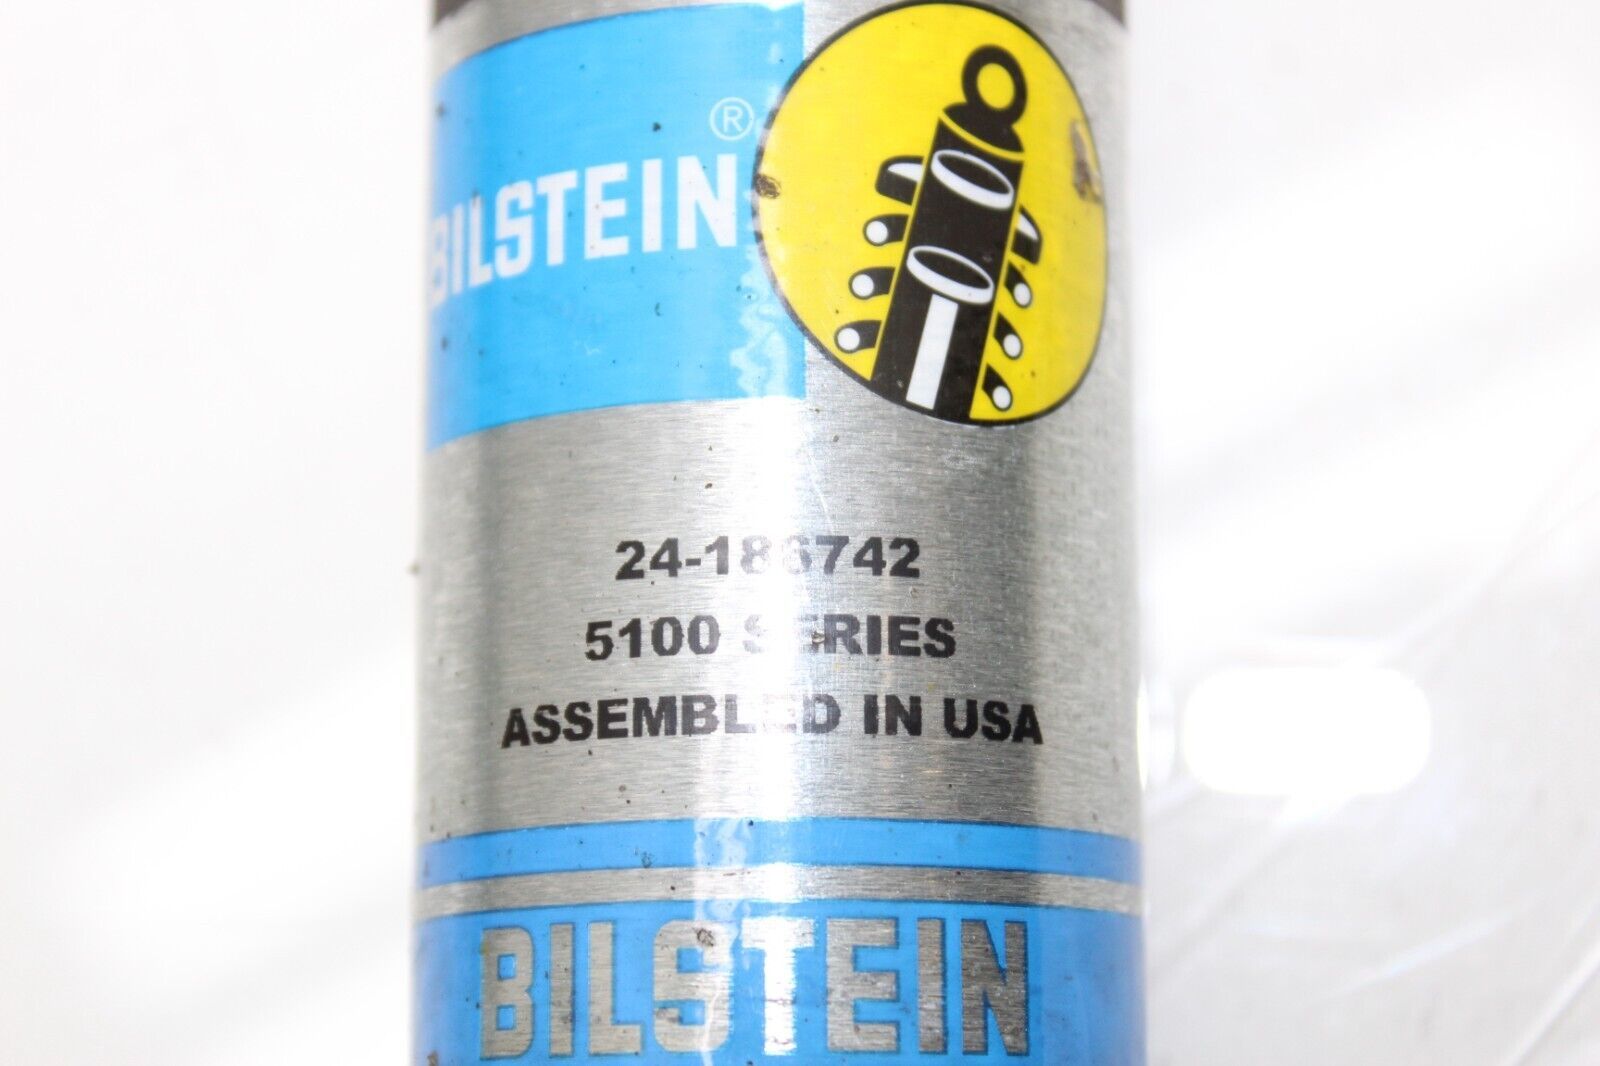 ®
BILSTEIN
24-186742
5100 SERIES
ASSEMBLED IN USA
BILSTEIN